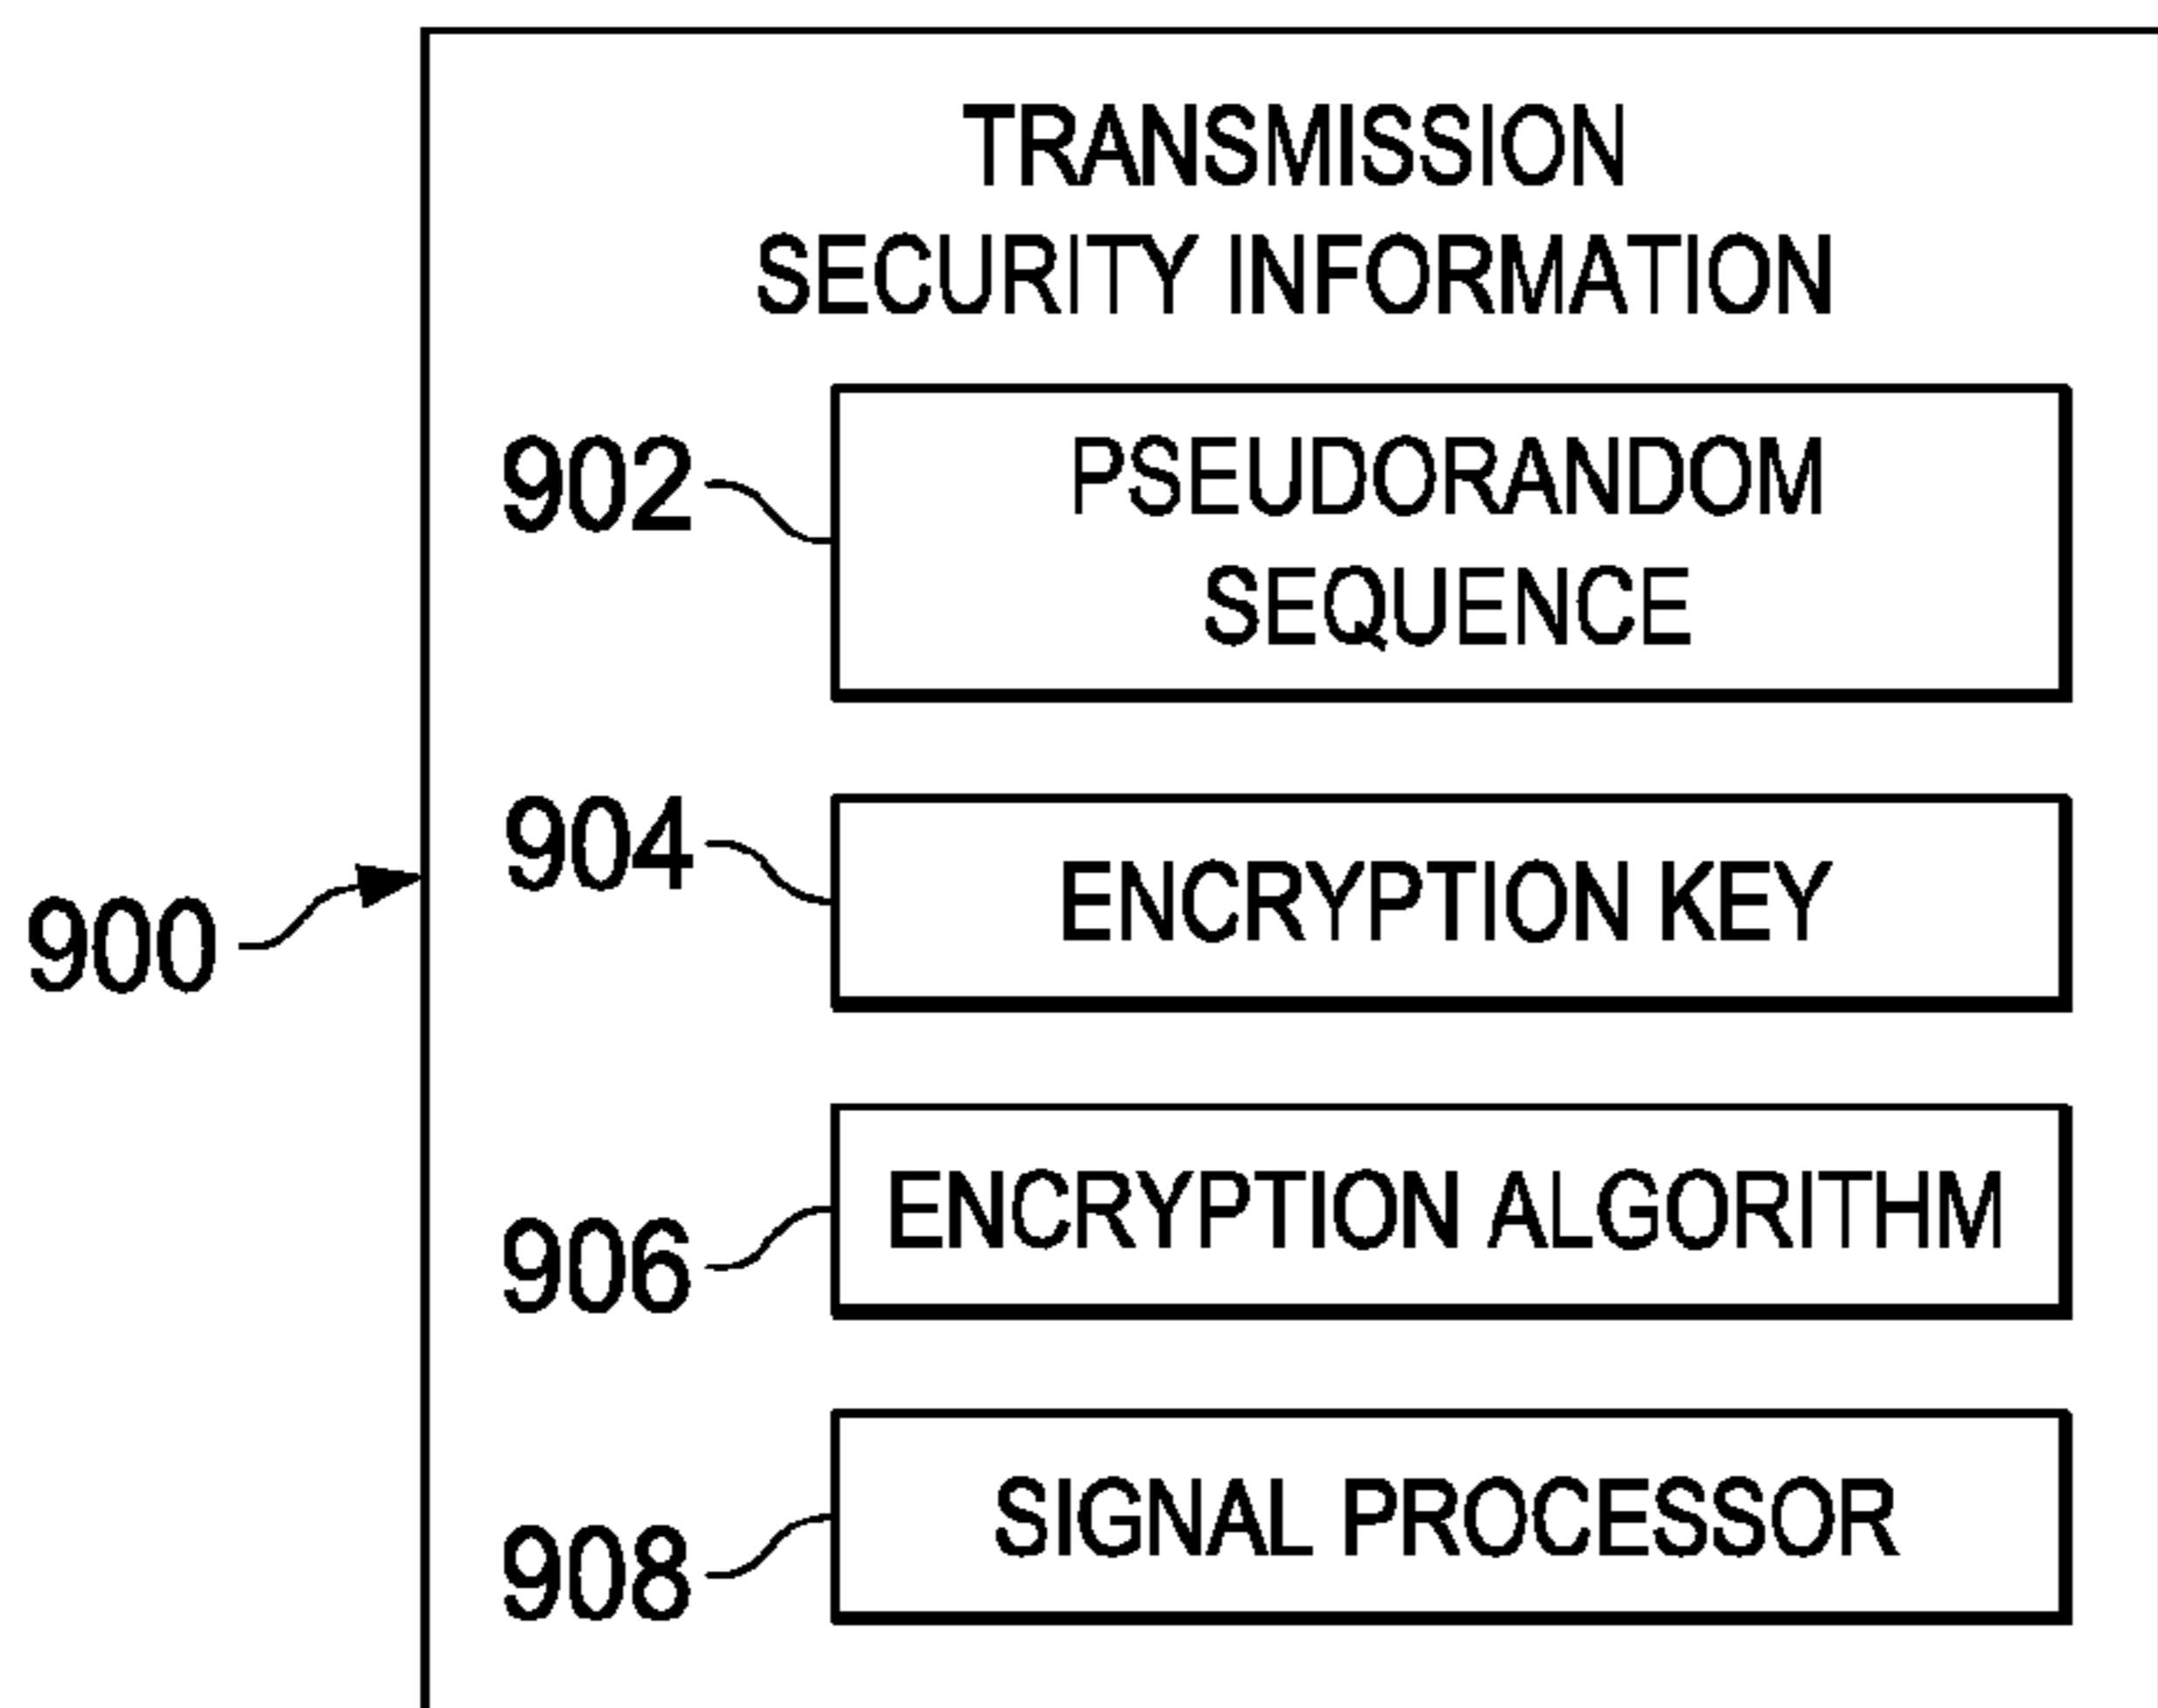 TRANSMISSION
SECURITY INFORMATION
902
PSEUDORANDOM
SEQUENCE
904
ENCRYPTION KEY
900
906
ENCRYPTION ALGORITHM
908
SIGNAL PROCESSOR